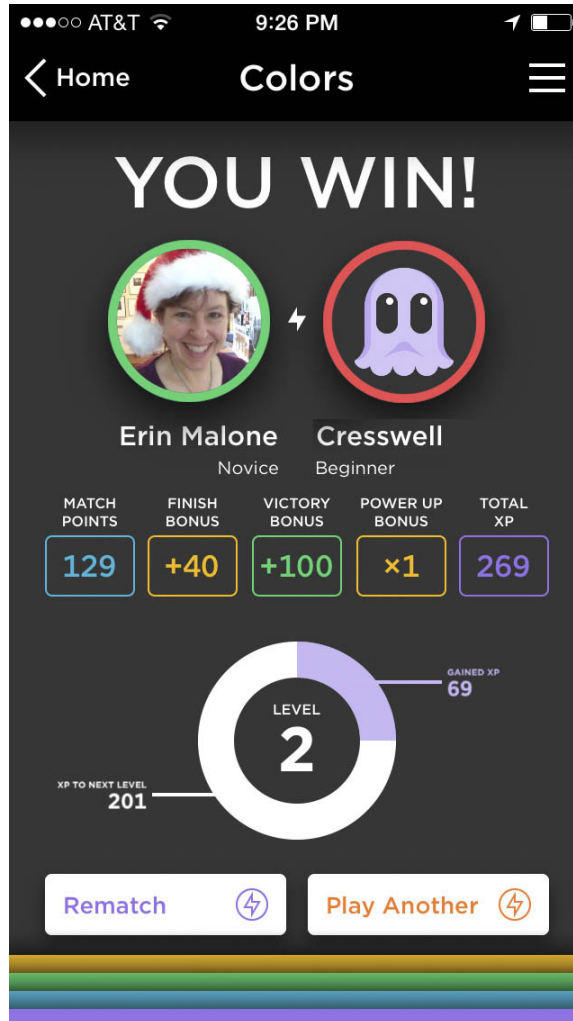 AT&T 9:26 PM
Home Colors
YOU WIN!
Erin Malone Cresswell
Novice Beginner
MATCH POINTS
FINISH BONUS
VICTORY BONUS
POWER UP BONUS
TOTAL XP
129 +40 +100 ×1 269
GAINED XP
69
LEVEL
2
XP TO NEXT LEVEL
201
Rematch Play Another